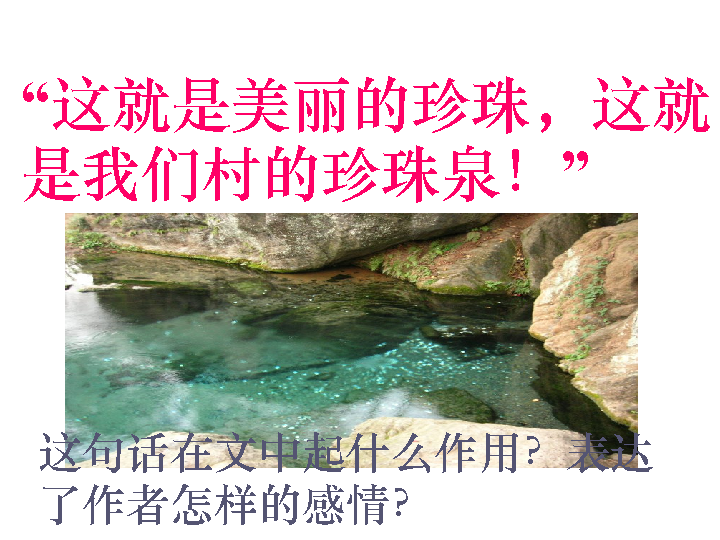 “这就是美丽的珍珠，这就
是我们村的珍珠泉！”
这句话在文中起什么作用？表达
了作者怎样的感情？